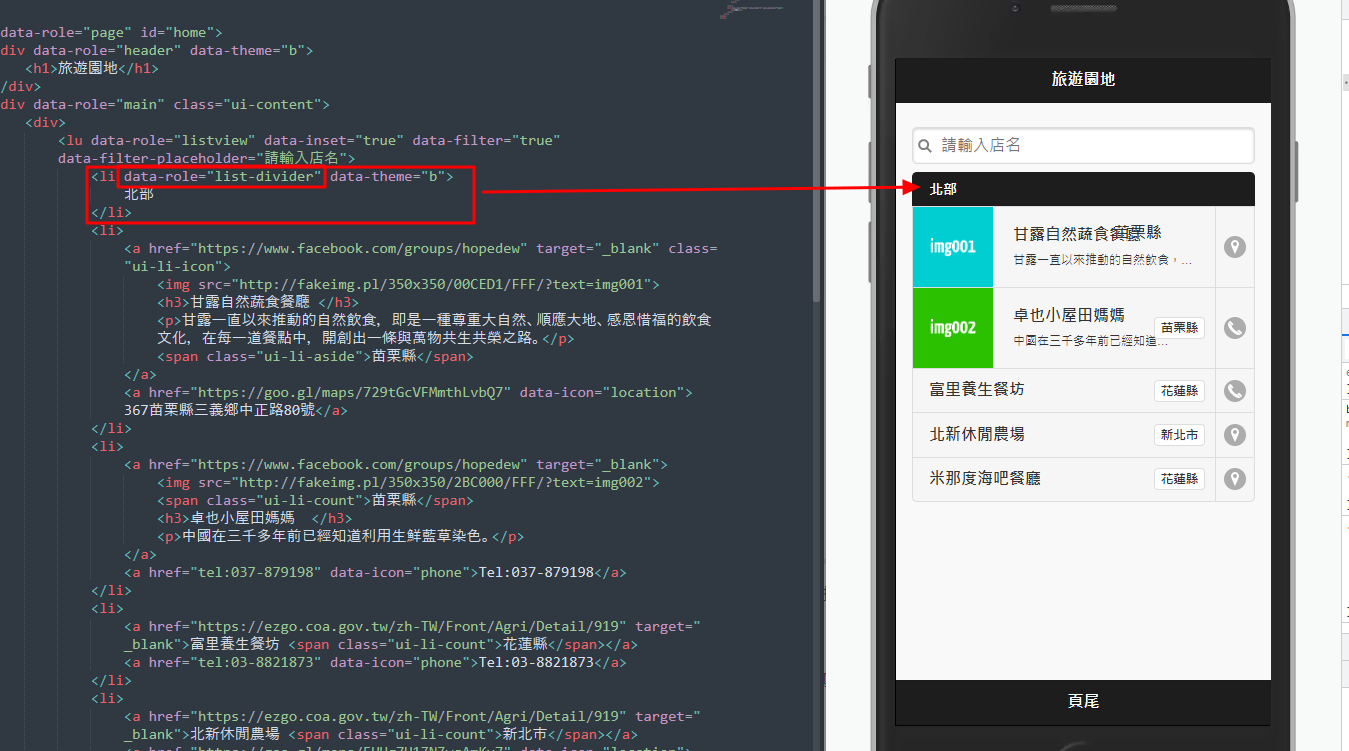 data-role="page" id="home">
div data-role="header" data-theme="b">
<h1>旅遊園地</h1>
/div>
div data-role="main" class="ui-content">
<div>
<lu data-role="listview" data-inset="true" data-filter="true"
data-filter-placeholder="請輸入店名">
<li data-role="list-divider" data-theme="b">
北部
</li>
<li>
<a href="https://www.facebook.com/groups/hopedew" target="_blank" class=
"ui-li-icon">
<img src="http://fakeimg.pl/350x350/00CED1/FFF/?text=img001">
<h3>甘露自然蔬食餐廳 </h3>
<p>甘露一直以來推動的自然飲食，即是一種尊重大自然、順應大地、感恩惜福的飲食
文化，在每一道餐點中，開創出一條與萬物共生共榮之路。</p>
<span class="ui-li-aside">苗栗縣</span>
</a>
<a href="https://goo.gl/maps/729tGcVFMmthLvbQ7" data-icon="location">
367苗栗縣三義鄉中正路80號</a>
</li>
<li>
<a href="https://www.facebook.com/groups/hopedew" target="_blank">
<img src="http://fakeimg.pl/350x350/2BC000/FFF/?text=img002">
<span class="ui-li-count">苗栗縣</span>
<h3>卓也小屋田媽媽  </h3>
<p>中國在三千多年前已經知道利用生鮮藍草染色。</p>
</a>
<a href="tel:037-879198" data-icon="phone">Tel:037-879198</a>
</li>
<li>
<a href="https://ezgo.coa.gov.tw/zh-TW/Front/Agri/Detail/919" target="
_blank">富里養生餐坊 <span class="ui-li-count">花蓮縣</span></a>
<a href="tel:03-8821873" data-icon="phone">Tel:03-8821873</a>
</li>
<li>
<a href="https://ezgo.coa.gov.tw/zh-TW/Front/Agri/Detail/919" target="
_blank">北新休閒農場 <span class="ui-li-count">新北市</span></a>
旅遊園地
請輸入店名
北部
img001
甘露自然蔬食餐廳 苗栗縣
甘露一直以來推動的自然飲食，...
img002
卓也小屋田媽媽
苗栗縣
中國在三千多年前已經知道...
富里養生餐坊 花蓮縣
北新休閒農場 新北市
米那度海吧餐廳 花蓮縣
頁尾